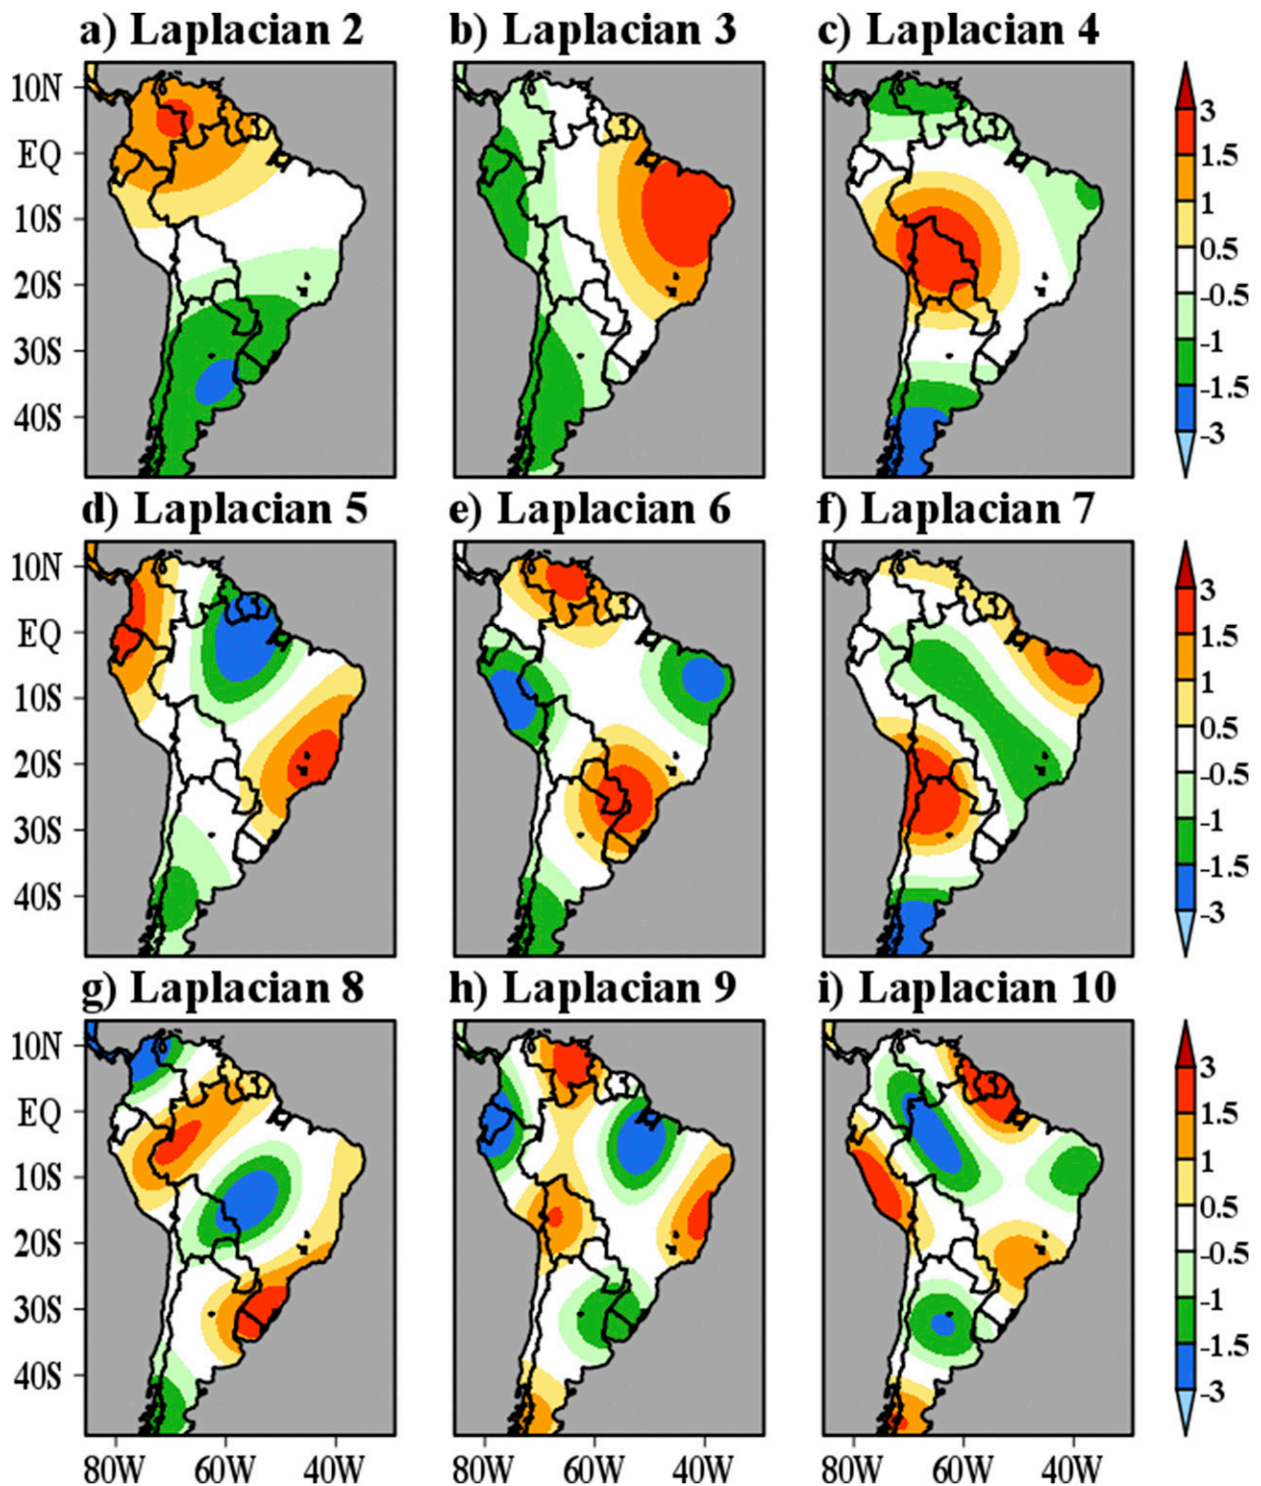 a) Laplacian 2 b) Laplacian 3 c) Laplacian 4
10N
EQ
10S
20S
30S
40S
3
1.5
1
0.5
-0.5
-1
-1.5
-3
d) Laplacian 5 e) Laplacian 6 f) Laplacian 7
10N
EQ
10S
20S
30S
40S
3
1.5
1
0.5
-0.5
-1
-1.5
-3
g) Laplacian 8 h) Laplacian 9 i) Laplacian 10
10N
EQ
10S
20S
30S
40S
3
1.5
1
0.5
-0.5
-1
-1.5
-3
80W 60W 40W 80W 60W 40W 80W 60W 40W